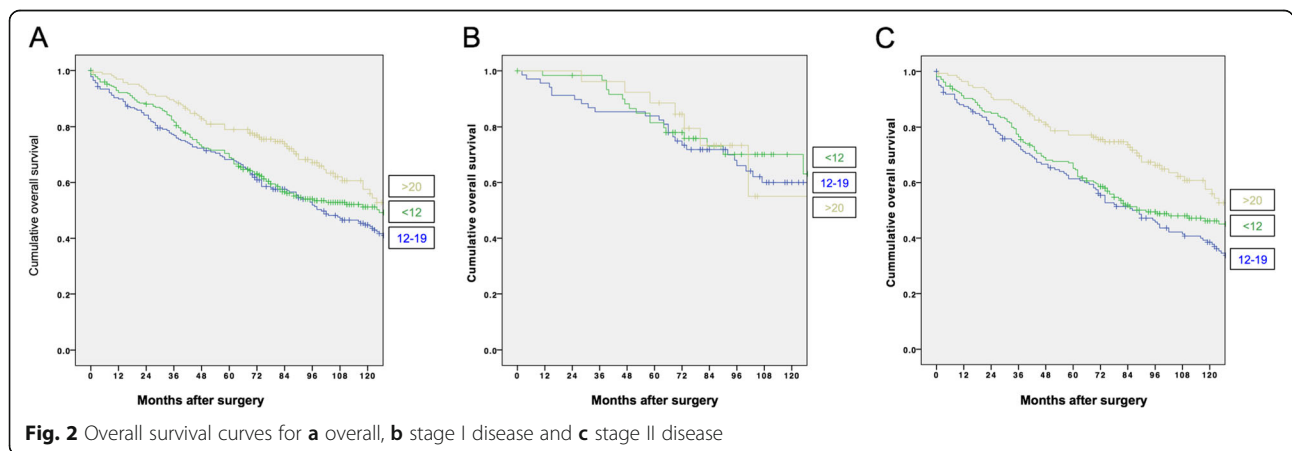 A
Cumulative overall survival
1.0
0.8
0.6
0.4
0.2
0.0
0 12 24 36 48 60 72 84 96 108 120
Months after surgery
>20
<12
12-19
B
Cumulative overall survival
1.0
0.8
0.6
0.4
0.2
0.0
0 12 24 36 48 60 72 84 96 108 120
Months after surgery
<12
12-19
>20
C
Cummulative overall survival
1.0
0.8
0.6
0.4
0.2
0.0
0 12 24 36 48 60 72 84 96 108 120
Months after surgery
>20
<12
12-19
Fig. 2 Overall survival curves for a overall, b stage I disease and c stage II disease